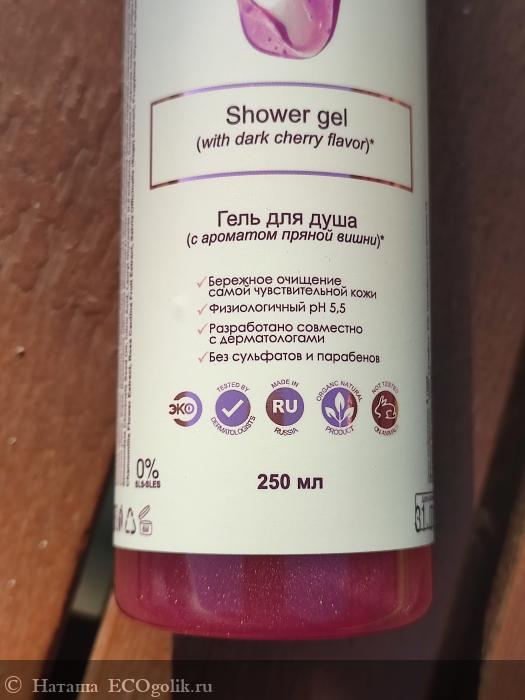 Shower gel
(with dark cherry flavor)*
Гель для душа
(с ароматом пряной вишни)*
Бережное очищение
самой чувствительной кожи
Физиологичный pH 5,5
Разработано совместно
с дерматологами
Без сульфатов и парабенов
ЭКО
TESTED BY
DERMATOLOGISTS
MADE IN
RU
RUSSIA
ORGANIC NATURAL
PRODUCT
NOT TESTED
ON ANIMALS
0%
SLS-SLES
250 мл
© Наташа ECOgolik.ru